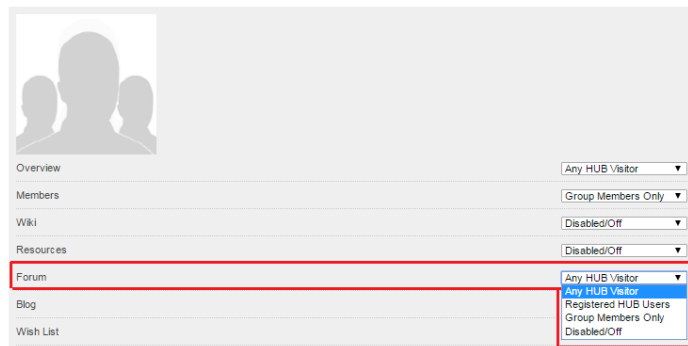 Overview Any HUB Visitor
Members Group Members Only
Wiki Disabled/Off
Resources Disabled/Off
Forum Any HUB Visitor
Any HUB Visitor
Blog Registered HUB Users
Group Members Only
Wish List Disabled/Off